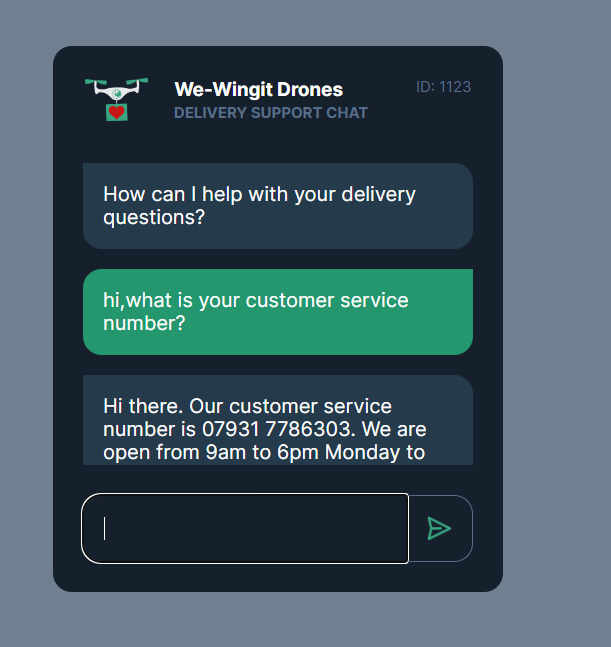 We-Wingit Drones
ID: 1123
DELIVERY SUPPORT CHAT
How can I help with your delivery
questions?
hi,what is your customer service
number?
Hi there. Our customer service
number is 07931 7786303. We are
open from 9am to 6pm Monday to